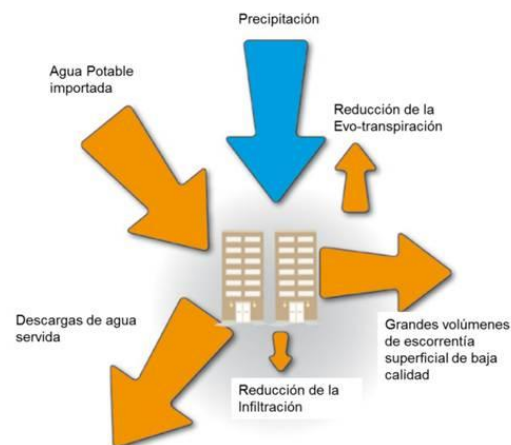 Precipitación
Agua Potable
importada
Reducción de la
Evo-transpiración
Descargas de agua
servida
Grandes volúmenes
de escorrentía
superficial de baja
calidad
Reducción de la
Infiltración